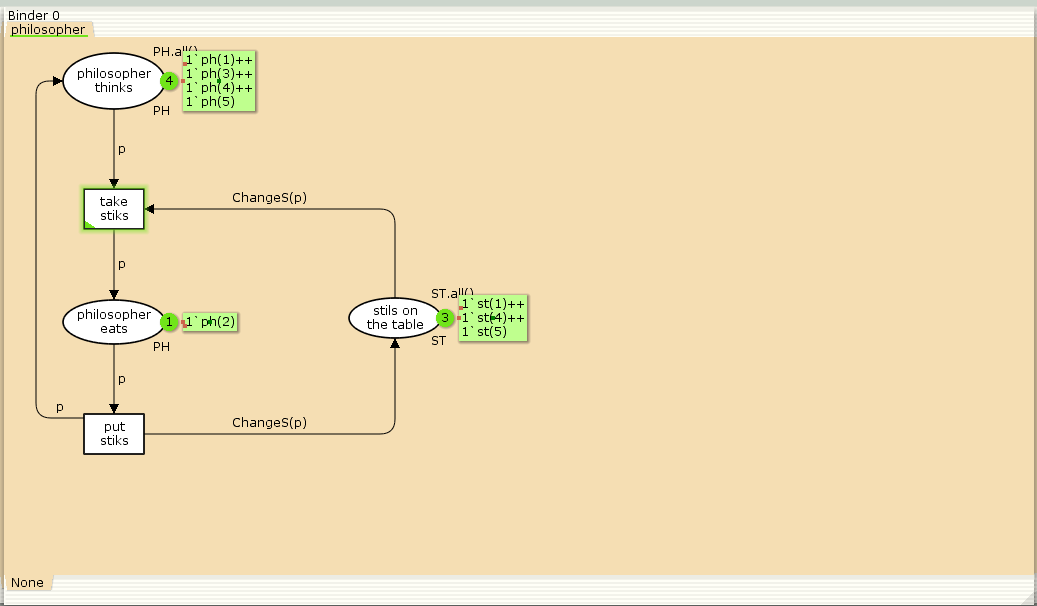 Binder 0
philosopher
PH.all()
philosopher
thinks
4
1`ph(1)++
1`ph(3)++
1`ph(4)++
1`ph(5)
PH
p
take
stiks
ChangeS(p)
p
ST.all()
philosopher
eats
1
1`ph(2)
PH
stils on
the table
3
1`st(1)++
1`st(4)++
1`st(5)
ST
p
p
put
stiks
ChangeS(p)
None